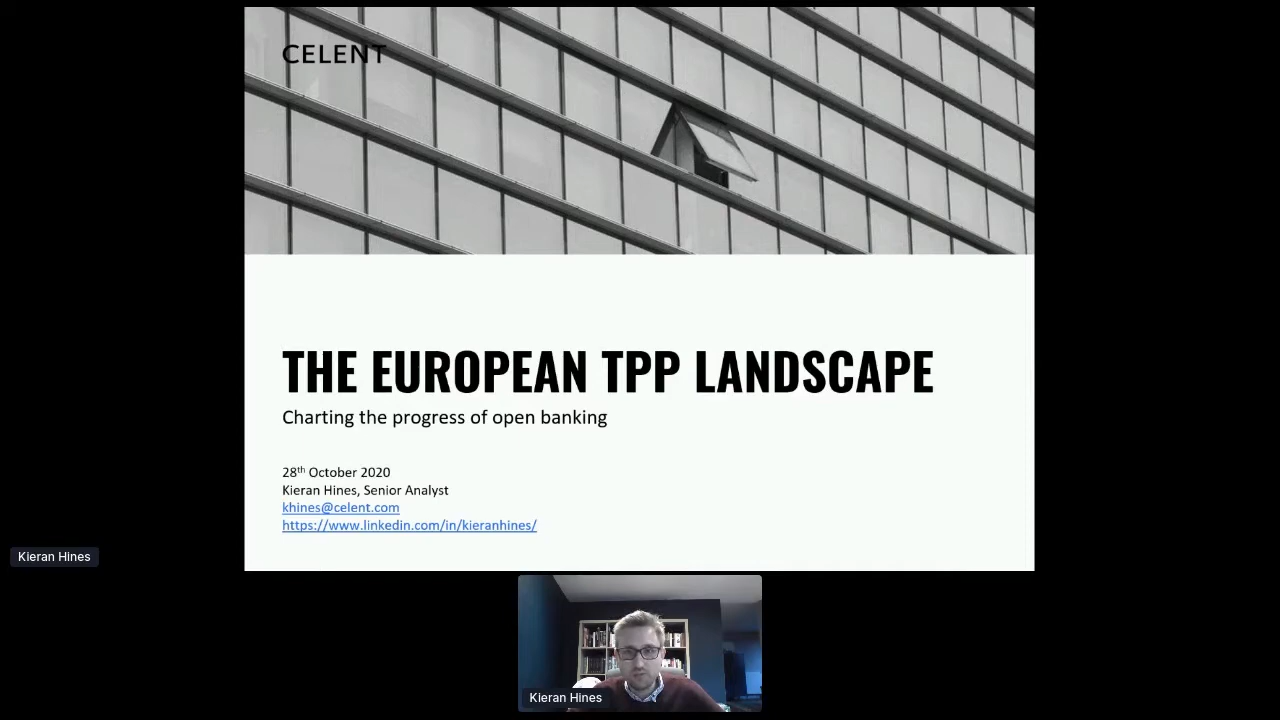 CELENT
THE EUROPEAN TPP LANDSCAPE
Charting the progress of open banking
28th October 2020
Kieran Hines, Senior Analyst
khines@celent.com
https://www.linkedin.com/in/kieranhines/
Kieran Hines
Kieran Hines